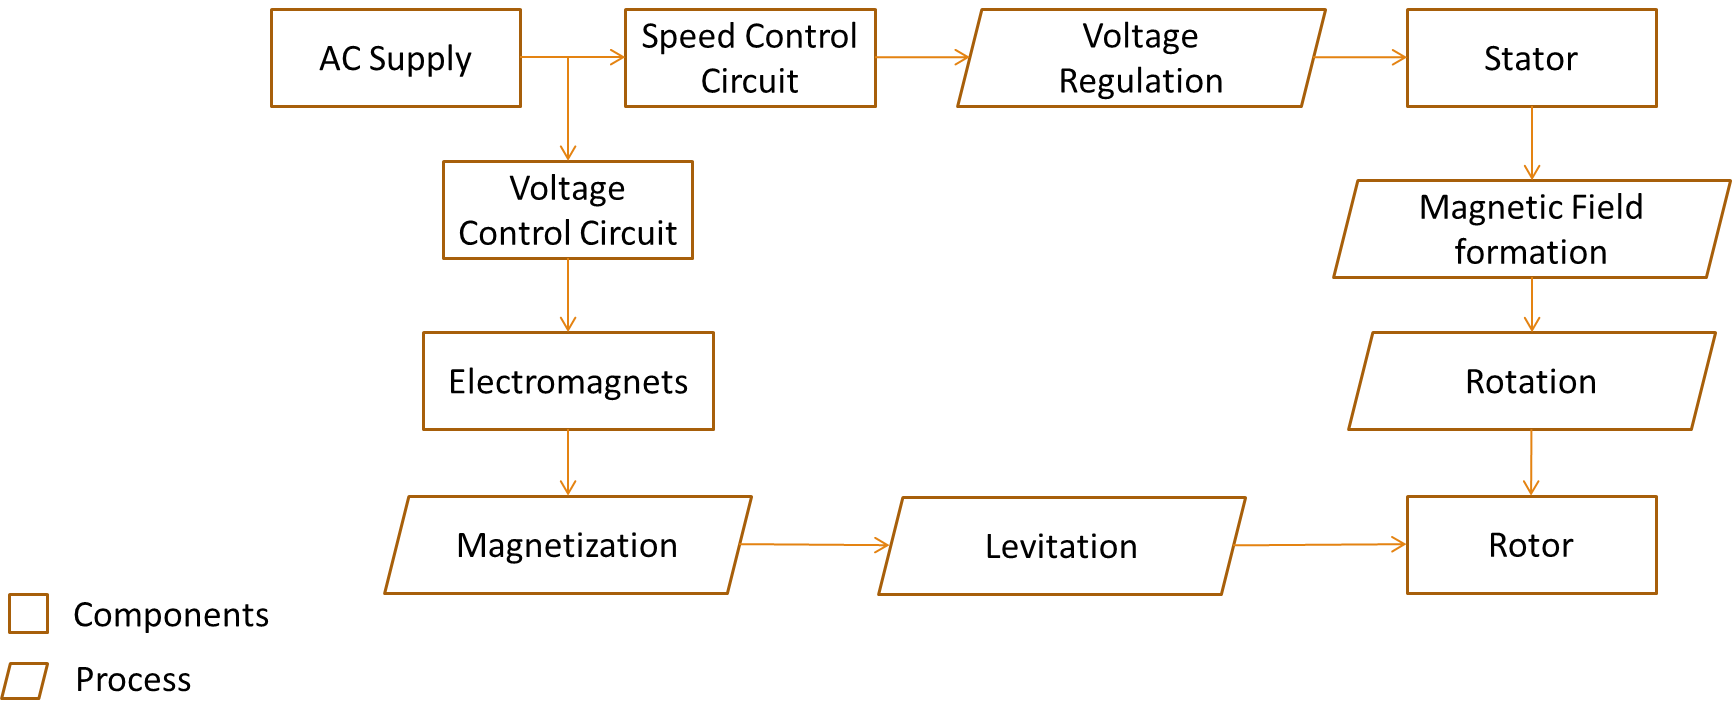 AC Supply
Speed Control
Circuit
Voltage
Regulation
Stator
Voltage
Control Circuit
Magnetic Field
formation
Electromagnets
Rotation
Magnetization
Levitation
Rotor
Components
Process